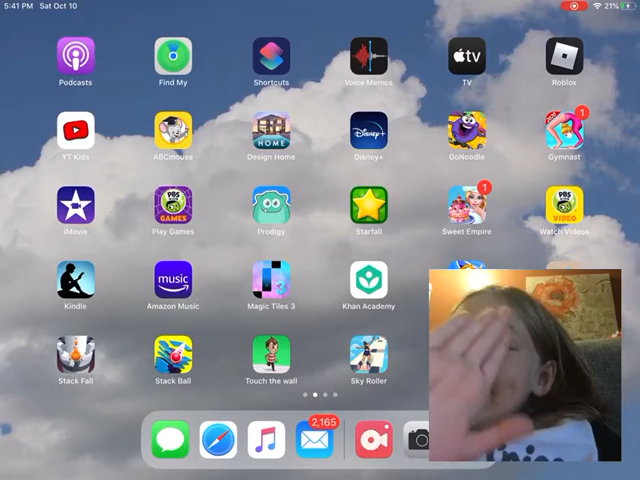 5:41 PM Sat Oct 10 21%
Podcasts Find My Shortcuts Voice Memos TV Roblox
tv
YT Kids ABCmouse Design Home Disney+ GoNoodle Gymnast
HOME
Disney+
1
iMovie Play Games Prodigy Starfall Sweet Empire Watch Videos
PBS KIDS GAMES
1
PBS KIDS VIDEO
Kindle Amazon Music Magic Tiles 3 Khan Academy
music
Stack Fall Stack Ball Touch the wall Sky Roller
2,165